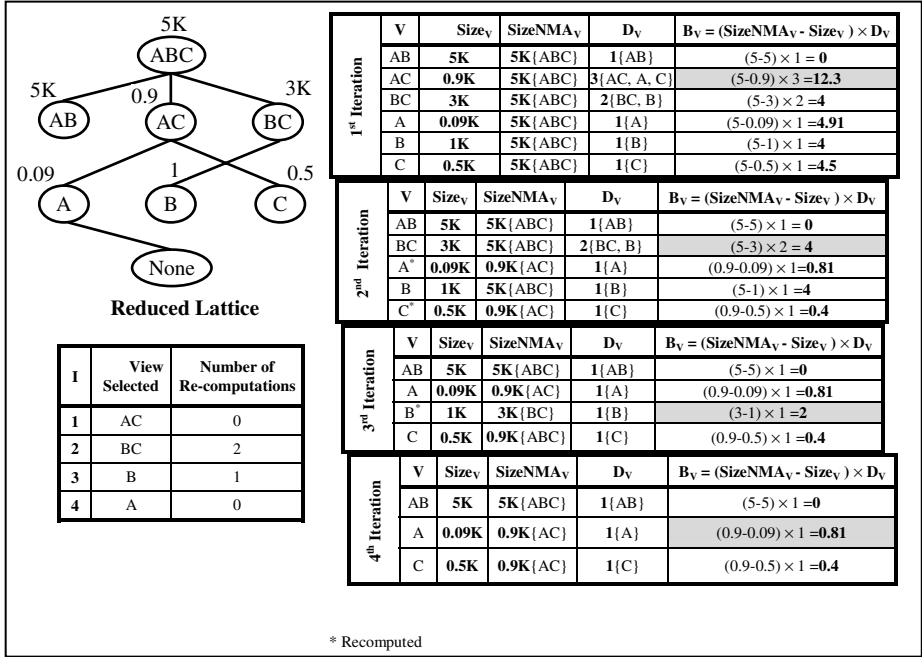 5K
ABC
5K
0.9
3K
AB
AC
BC
0.09
1
0.5
A
B
C
None
Reduced Lattice
I View Selected Number of Re-computations
1 AC 0
2 BC 2
3 B 1
4 A 0
1st Iteration
V SizeV SizeNMAV DV BV = (SizeNMAV - SizeV ) × DV
AB 5K 5K{ABC} 1{AB} (5-5) × 1 = 0
AC 0.9K 5K{ABC} 3{AC, A, C} (5-0.9) × 3 =12.3
BC 3K 5K{ABC} 2{BC, B} (5-3) × 2 =4
A 0.09K 5K{ABC} 1{A} (5-0.09) × 1 =4.91
B 1K 5K{ABC} 1{B} (5-1) × 1 =4
C 0.5K 5K{ABC} 1{C} (5-0.5) × 1 =4.5
2nd Iteration
V SizeV SizeNMAV DV BV = (SizeNMAV - SizeV ) × DV
AB 5K 5K{ABC} 1{AB} (5-5) × 1 = 0
BC 3K 5K{ABC} 2{BC, B} (5-3) × 2 = 4
A* 0.09K 0.9K{AC} 1{A} (0.9-0.09) × 1=0.81
B 1K 5K{ABC} 1{B} (5-1) × 1 =4
C* 0.5K 0.9K{AC} 1{C} (0.9-0.5) × 1 =0.4
3rd Iteration
V SizeV SizeNMAV DV BV = (SizeNMAV - SizeV ) × DV
AB 5K 5K{ABC} 1{AB} (5-5) × 1 =0
A 0.09K 0.9K{AC} 1{A} (0.9-0.09) × 1 =0.81
B* 1K 3K{BC} 1{B} (3-1) × 1 =2
C 0.5K 0.9K{ABC} 1{C} (0.9-0.5) × 1 =0.4
4th Iteration
V SizeV SizeNMAV DV BV = (SizeNMAV - SizeV ) × DV
AB 5K 5K{ABC} 1{AB} (5-5) × 1 =0
A 0.09K 0.9K{AC} 1{A} (0.9-0.09) × 1 =0.81
C 0.5K 0.9K{AC} 1{C} (0.9-0.5) × 1 =0.4
* Recomputed